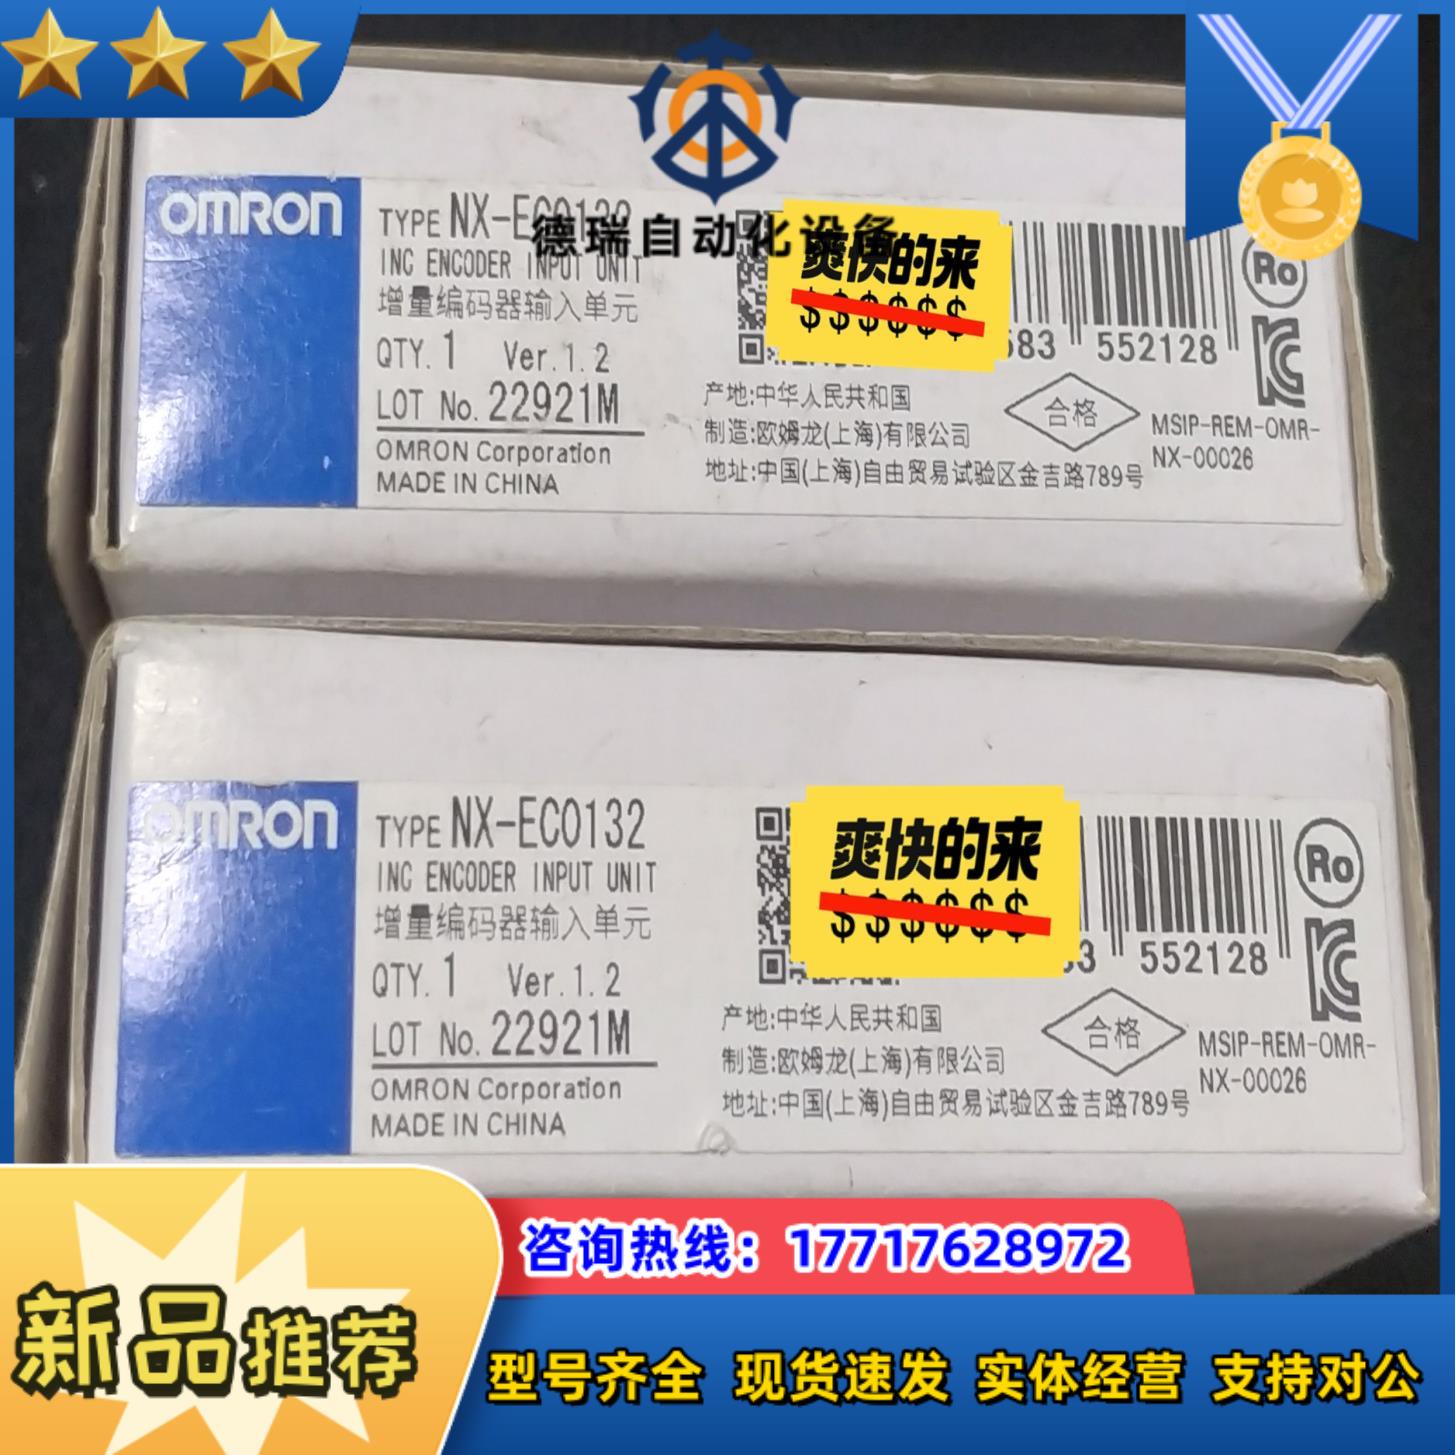 OMRON
TYPE NX-EC0132
INC ENCODER INPUT UNIT
增量编码器输入单元
QTY. 1 Ver.1.2
LOT No. 22921M
OMRON Corporation
MADE IN CHINA
德瑞自动化设备
爽快的来
$$$$$$
583 552128
产地:中华人民共和国
制造:欧姆龙(上海)有限公司
地址:中国(上海)自由贸易试验区金吉路789号
合格
Ro
MSIP-REM-OMR-
NX-00026
OMRON
TYPE NX-EC0132
INC ENCODER INPUT UNIT
增量编码器输入单元
QTY. 1 Ver.1.2
LOT No. 22921M
OMRON Corporation
MADE IN CHINA
爽快的来
$$$$$$
83 552128
产地:中华人民共和国
制造:欧姆龙(上海)有限公司
地址:中国(上海)自由贸易试验区金吉路789号
合格
Ro
MSIP-REM-OMR-
NX-00026
咨询热线：17717628972
新品推荐
型号齐全 现货速发 实体经营 支持对公